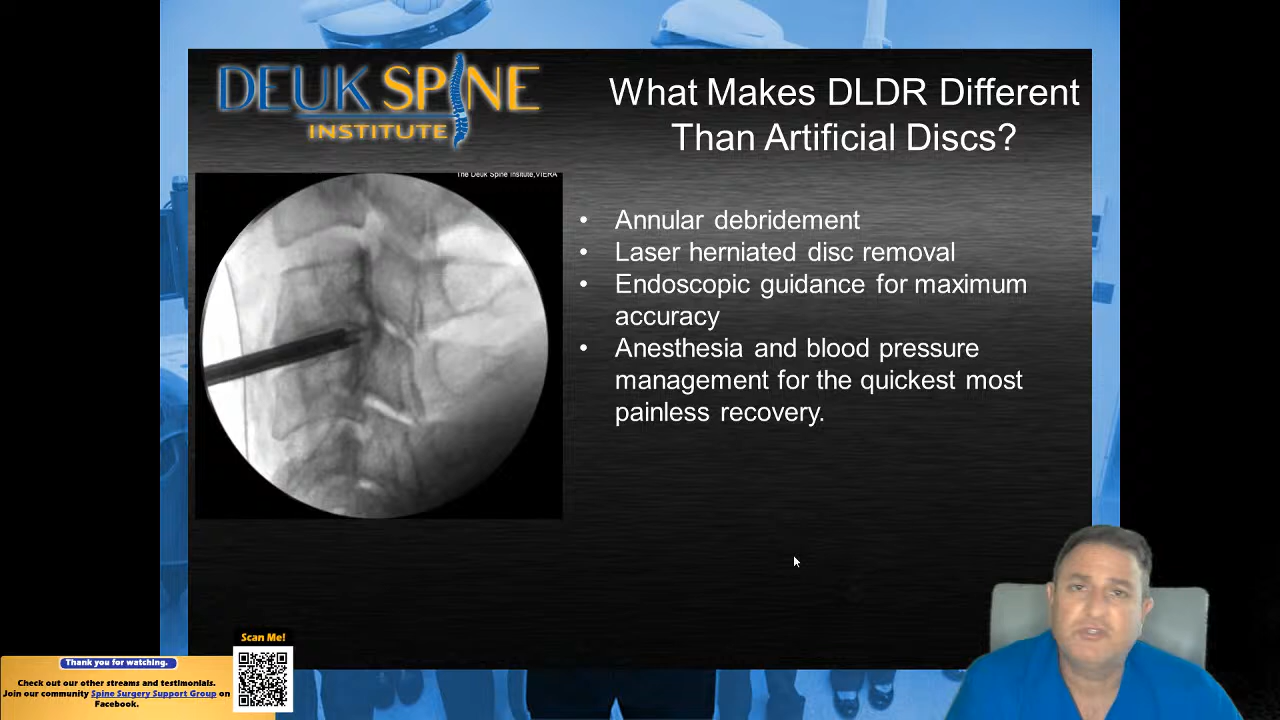 DEUK SPINE
INSTITUTE
What Makes DLDR Different
Than Artificial Discs?
The Deuk Spine Insitute,VIERA
• Annular debridement
• Laser herniated disc removal
• Endoscopic guidance for maximum
accuracy
• Anesthesia and blood pressure
management for the quickest most
painless recovery.
Scan Me!
Thank you for watching.
Check out our other streams and testimonials.
Join our community Spine Surgery Support Group on
Facebook.